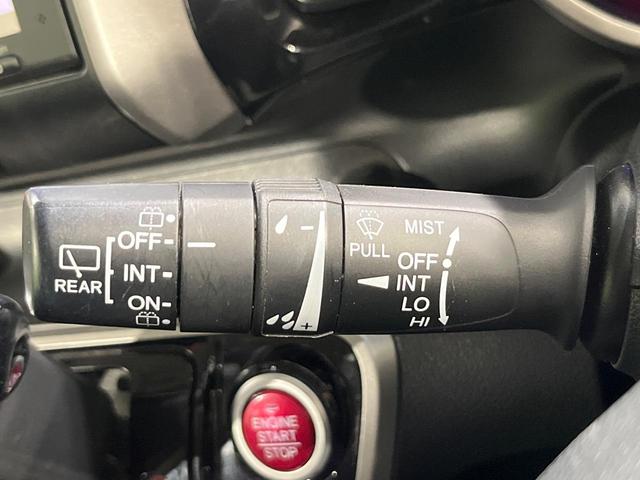 REAR
OFF
INT
ON
- +
PULL
MIST
OFF
INT
LO
HI
ENGINE
START
STOP